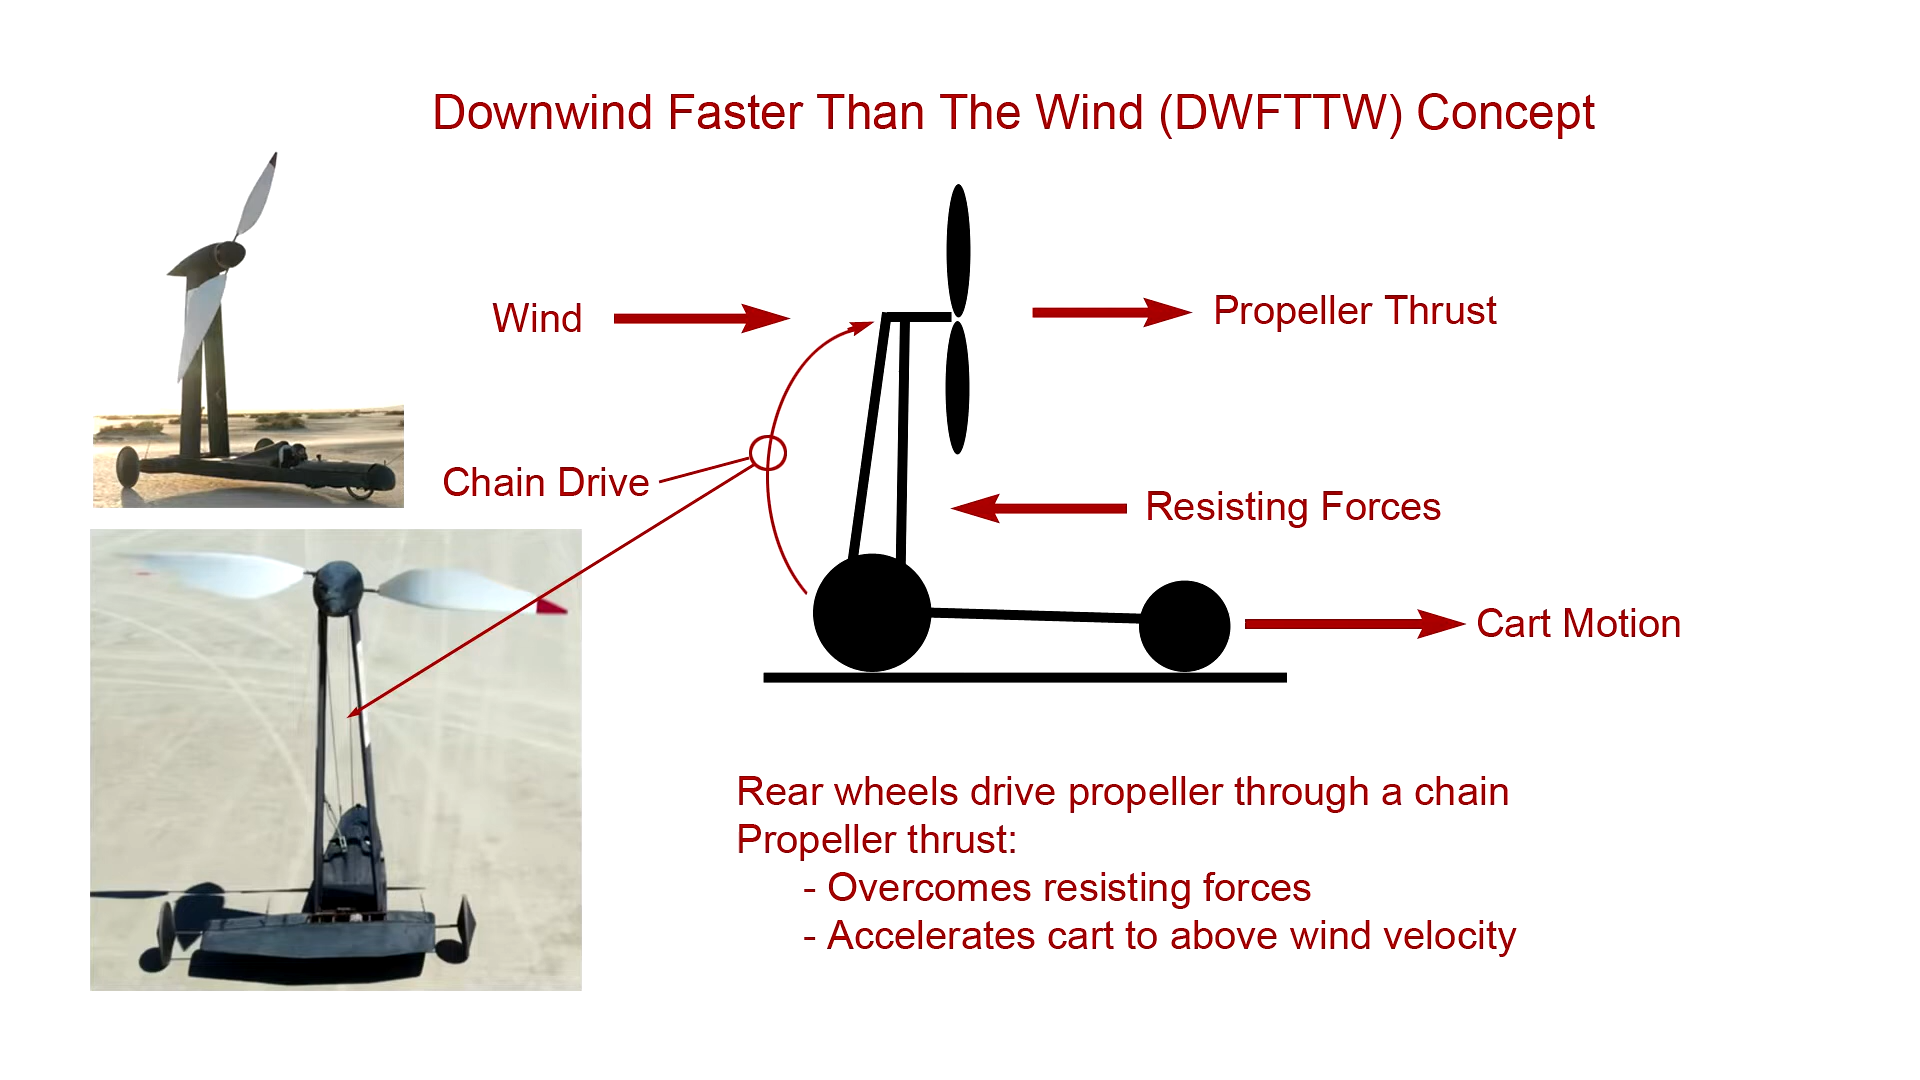 Downwind Faster Than The Wind (DWFTTW) Concept
Wind
Propeller Thrust
Chain Drive
Resisting Forces
Cart Motion
Rear wheels drive propeller through a chain
Propeller thrust:
- Overcomes resisting forces
- Accelerates cart to above wind velocity